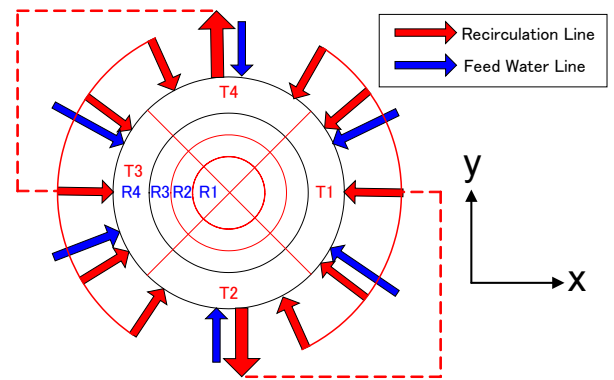 Recirculation Line
Feed Water Line
T4
T3
R4 R3 R2 R1
T1
T2
y
x